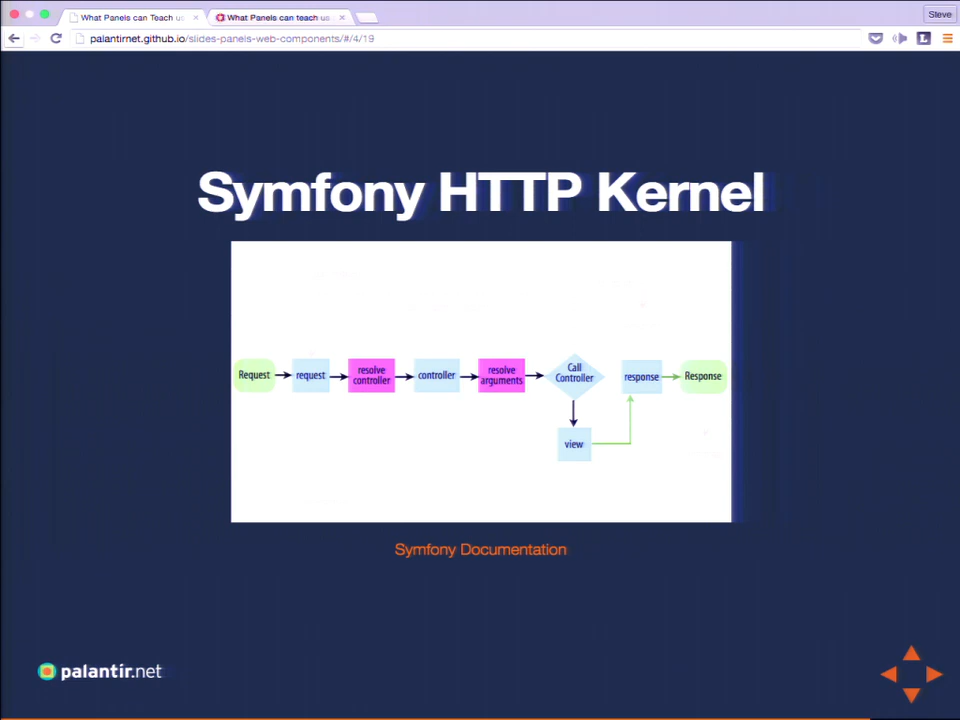 What Panels can Teach us
What Panels can teach us
Steve
palantirnet.github.io/slides-panels-web-components/#/4/19
L
Symfony HTTP Kernel
Request
request
resolve
controller
controller
resolve
arguments
Call
Controller
response
Response
view
Symfony Documentation
palantir.net